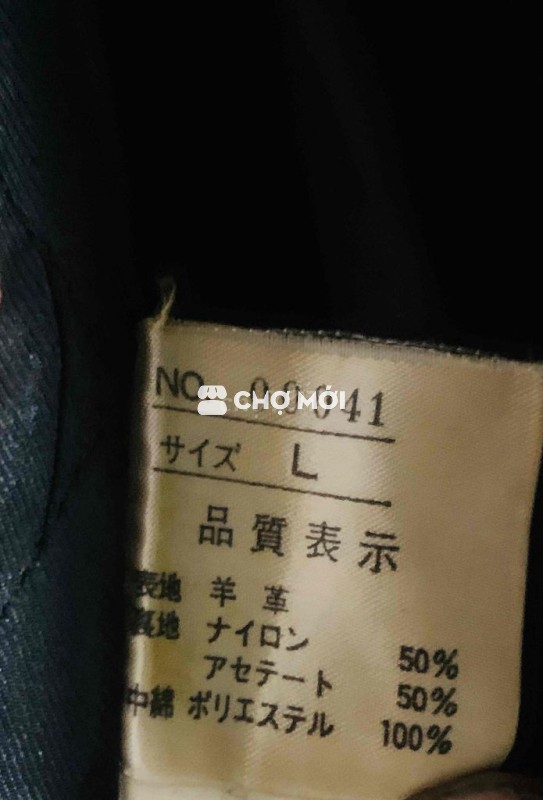 NO.
CHỢ MỚI
サイズ L
品質表示
表地 羊革
裏地 ナイロン 50%
アセテート 50%
中綿 ポリエステル 100%